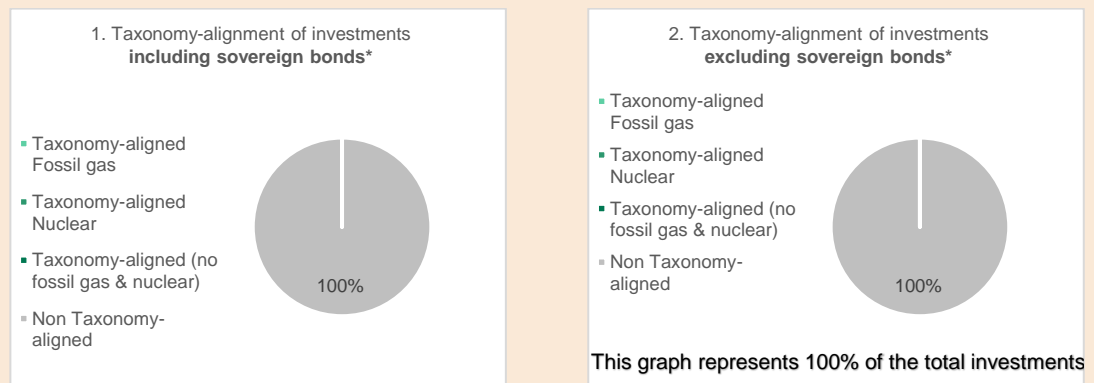 1. Taxonomy-alignment of investments
including sovereign bonds*
Taxonomy-aligned
Fossil gas
Taxonomy-aligned
Nuclear
Taxonomy-aligned (no
fossil gas & nuclear)
Non Taxonomy-
aligned
100%
2. Taxonomy-alignment of investments
excluding sovereign bonds*
Taxonomy-aligned
Fossil gas
Taxonomy-aligned
Nuclear
Taxonomy-aligned (no
fossil gas & nuclear)
Non Taxonomy-
aligned
100%
This graph represents 100% of the total investments